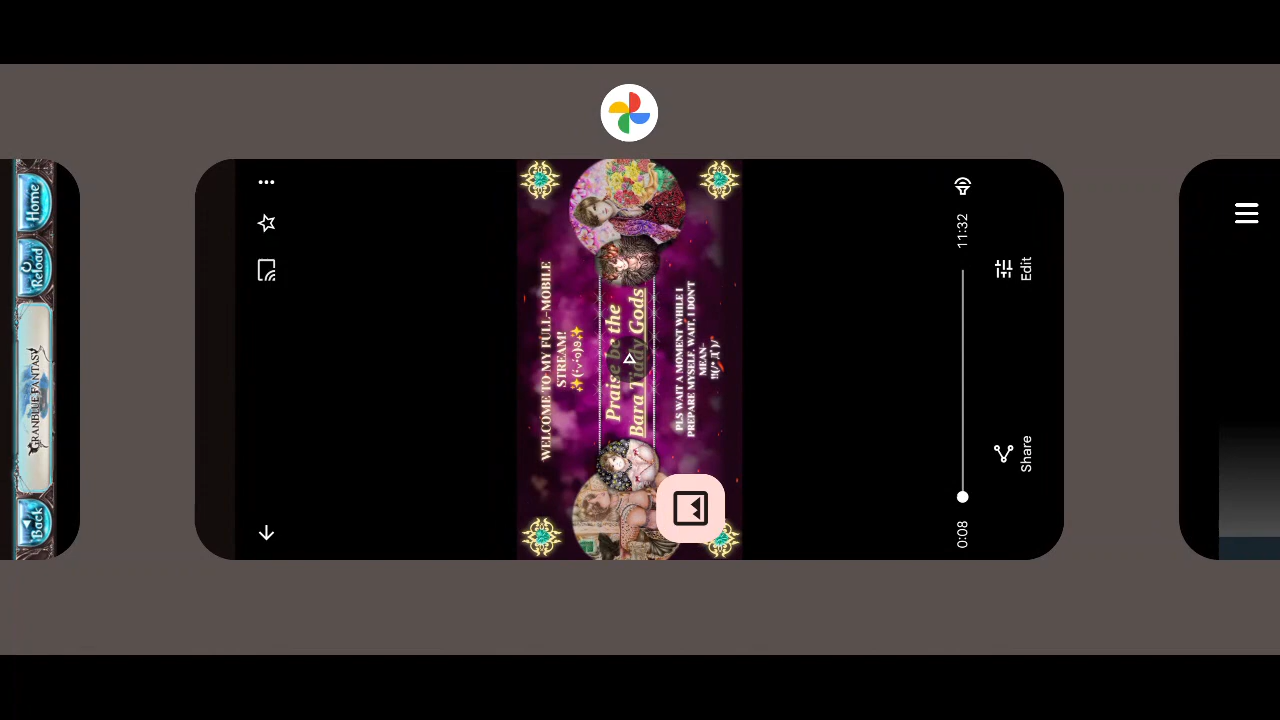 Back
GRANBLUE FANTASY
Reload
Home
WELCOME TO MY FULL-MOBILE
STREAM!
✨(・ᵕ・)9✨
Praise be the
Bara Tiddy Gods
PLS WAIT A MOMENT WHILE I
PREPARE MYSELF. WAIT, I DON'T
MEAN-
0:08
11:32
Share
Edit